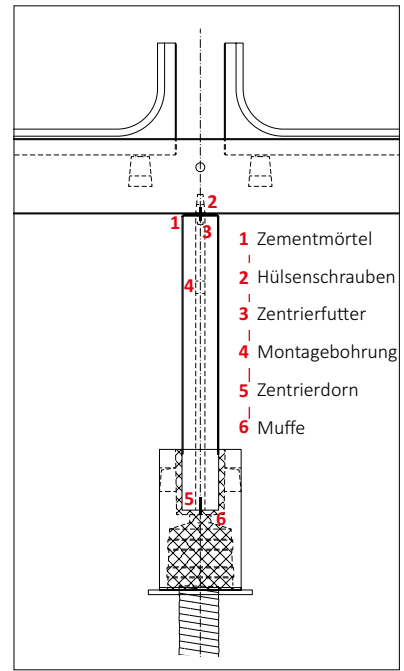 2
1
3
4
1 Zementmörtel
2 Hülsenschrauben
3 Zentrierfutter
4 Montagebohrung
5 Zentrierdorn
6 Muffe
5
6